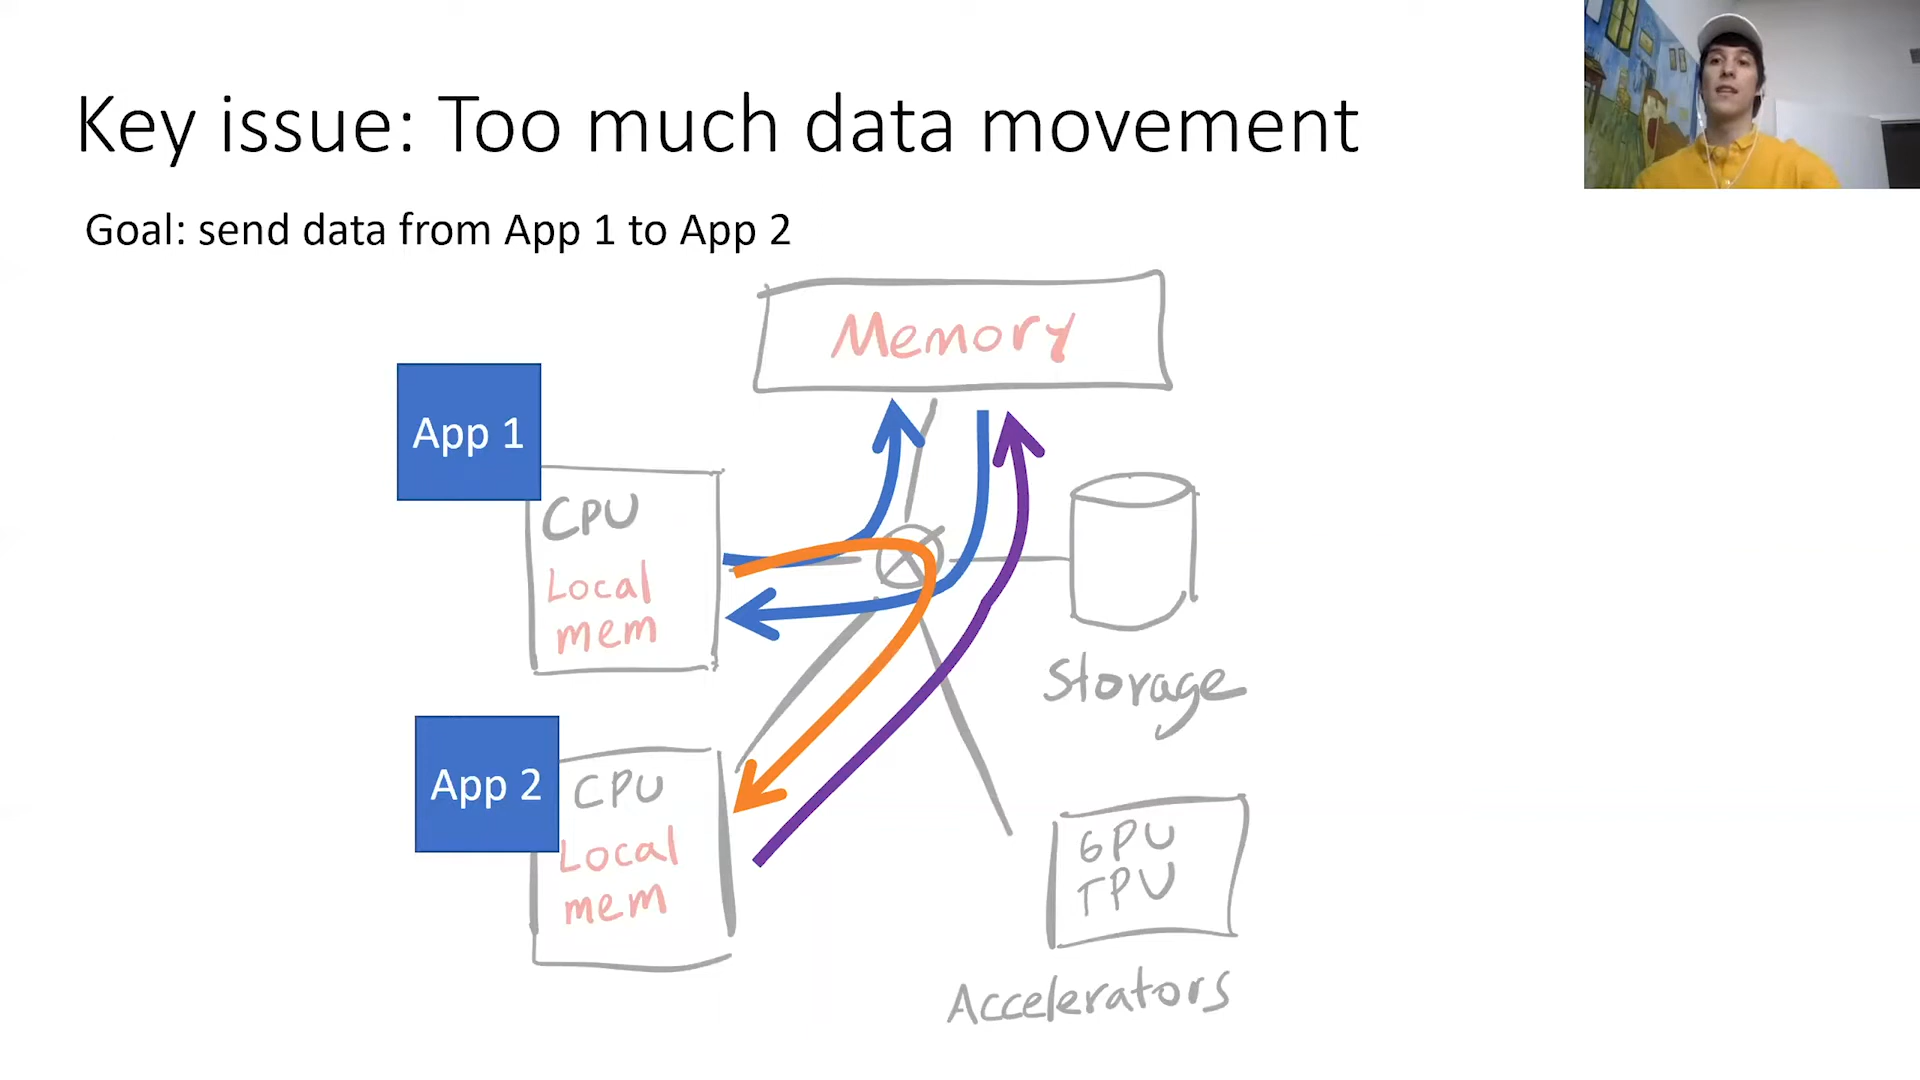 Key issue: Too much data movement
Goal: send data from App 1 to App 2
Memory
App 1
CPU
Local
mem
Storage
App 2
CPU
Local
mem
GPU
TPU
Accelerators